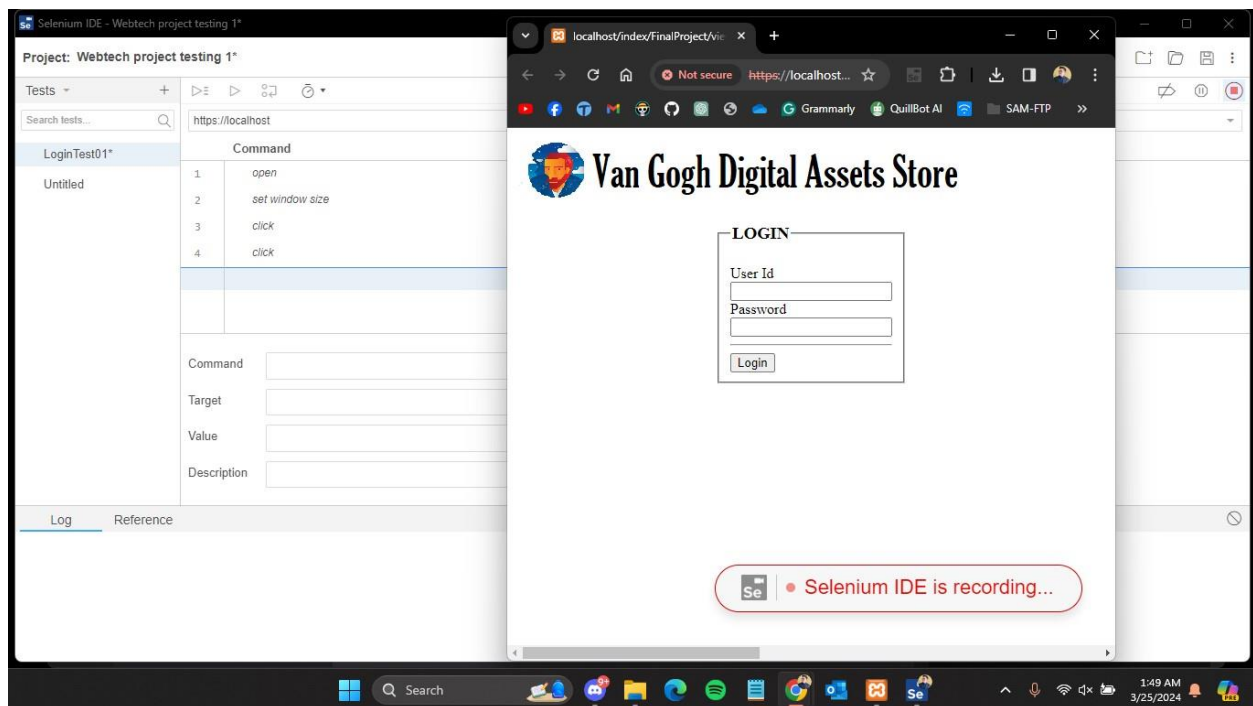 Selenium IDE - Webtech project testing 1*
Project: Webtech project testing 1*
Tests
Search tests...
LoginTest01*
Untitled
https://localhost
Command
1 open
2 set window size
3 click
4 click
Command
Target
Value
Description
Log Reference
localhost/index/FinalProject/vie
Not secure https://localhost...
Grammarly QuillBot AI SAM-FTP »
Van Gogh Digital Assets Store
LOGIN
User Id
Password
Login
Se Selenium IDE is recording...
Search
1:49 AM
3/25/2024